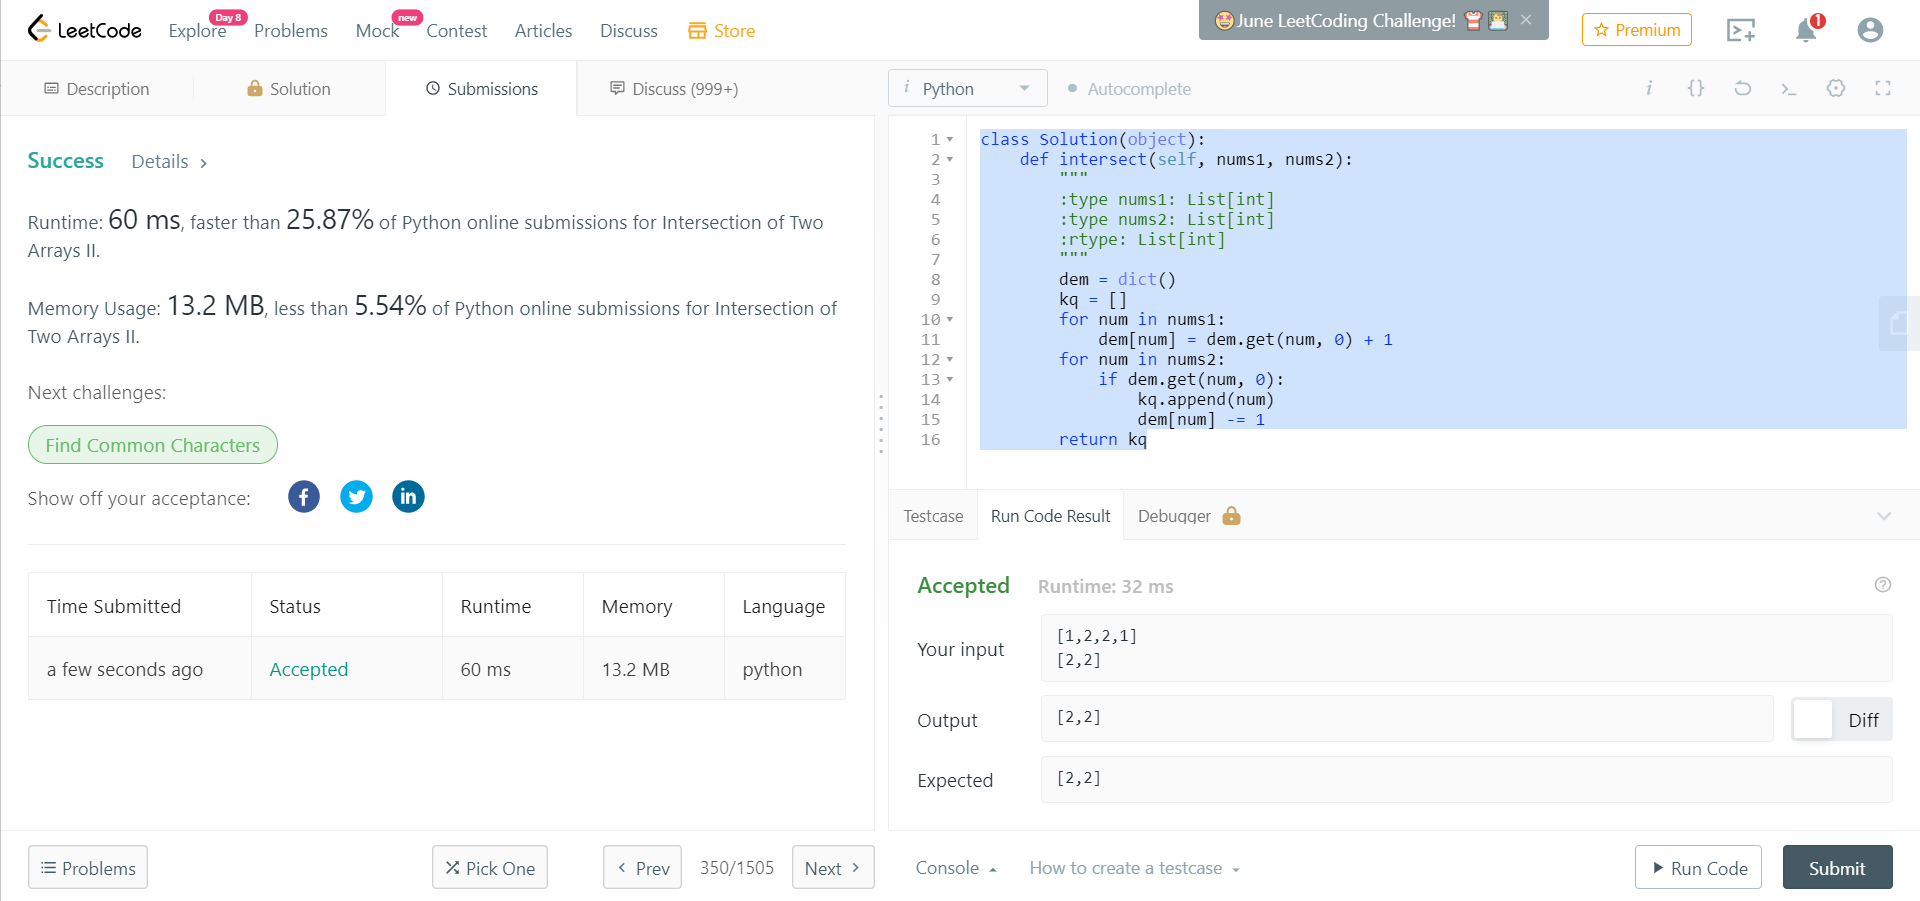 LeetCode
Explore
Day 8
Problems
Mock
new
Contest
Articles
Discuss
Store
🤩June LeetCoding Challenge!
Premium
1
Description
Solution
Submissions
Discuss (999+)
i Python
Autocomplete
i {}
Success Details >
Runtime: 60 ms, faster than 25.87% of Python online submissions for Intersection of Two
Arrays II.
Memory Usage: 13.2 MB, less than 5.54% of Python online submissions for Intersection of
Two Arrays II.
Next challenges:
Find Common Characters
Show off your acceptance:
Time Submitted Status Runtime Memory Language
a few seconds ago Accepted 60 ms 13.2 MB python
Problems
Pick One
Prev
350/1505
Next
1 class Solution(object):
2 def intersect(self, nums1, nums2):
3 """
4 :type nums1: List[int]
5 :type nums2: List[int]
6 :rtype: List[int]
7 """
8 dem = dict()
9 kq = []
10 for num in nums1:
11 dem[num] = dem.get(num, 0) + 1
12 for num in nums2:
13 if dem.get(num, 0):
14 kq.append(num)
15 dem[num] -= 1
16 return kq
Testcase
Run Code Result
Debugger
Accepted Runtime: 32 ms
Your input
[1,2,2,1]
[2,2]
Output
[2,2]
Diff
Expected
[2,2]
Console
How to create a testcase
Run Code
Submit